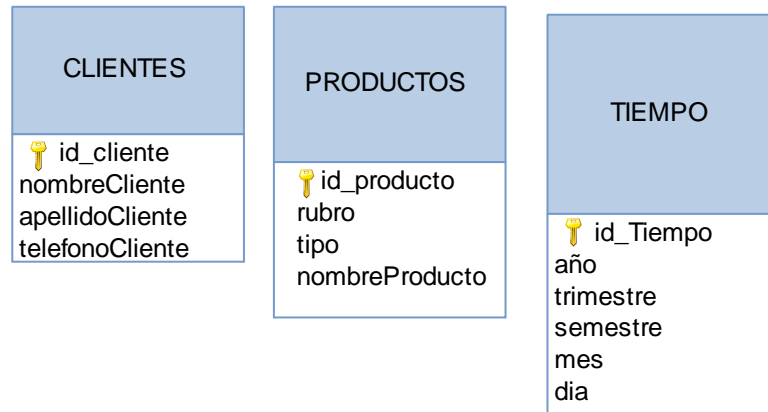 CLIENTES
id_cliente
nombreCliente
apellidoCliente
telefonoCliente
PRODUCTOS
id_producto
rubro
tipo
nombreProducto
TIEMPO
id_Tiempo
año
trimestre
semestre
mes
dia